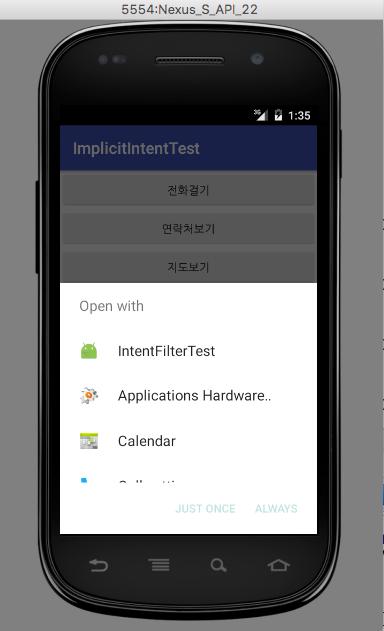 5554:Nexus_S_API_22
3G 1:35
ImplicitIntentTest
전화걸기
연락처보기
지도보기
Open with
IntentFilterTest
Applications Hardware..
Calendar
JUST ONCE ALWAYS